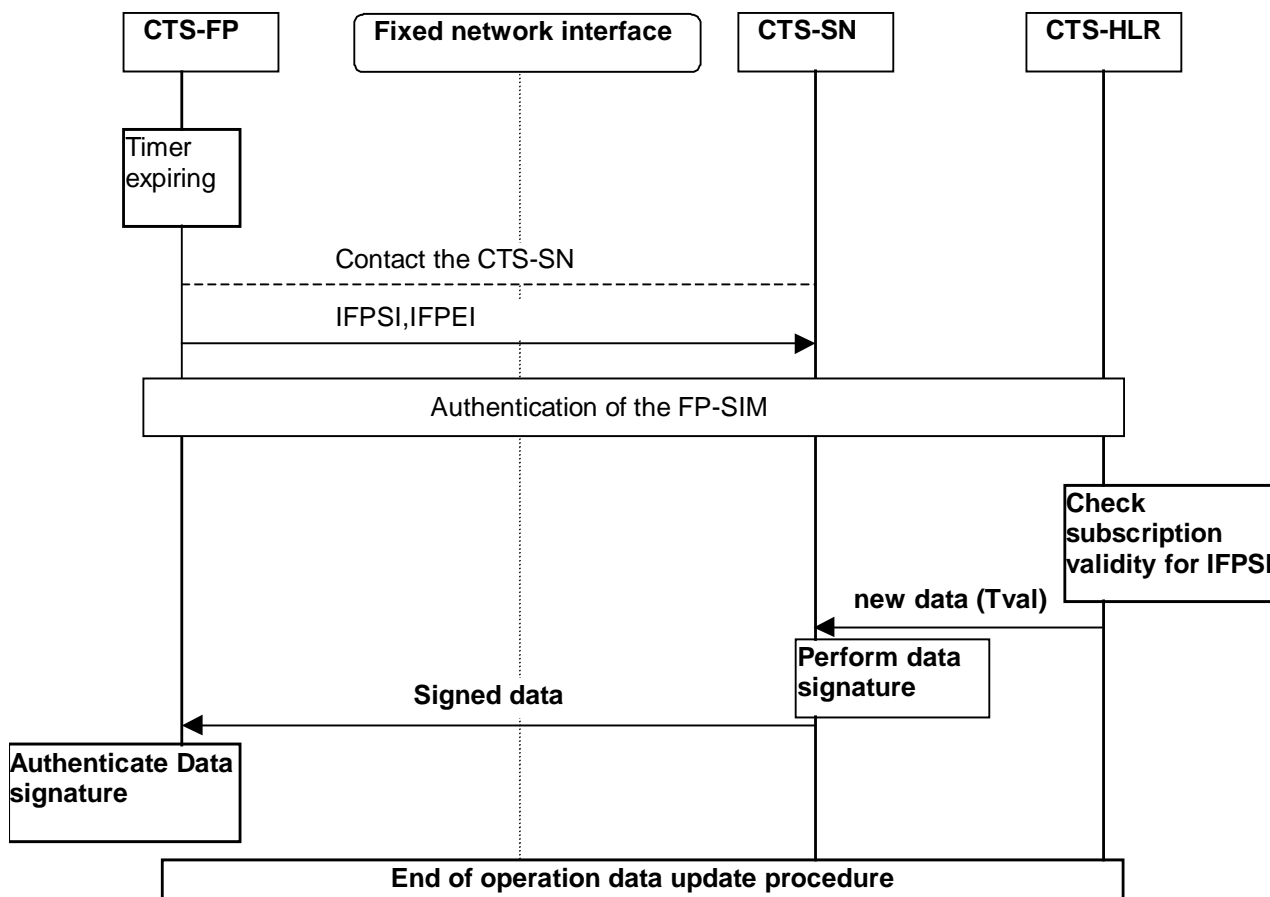 CTS-FP
Fixed network interface
CTS-SN
CTS-HLR
Timer
expiring
Contact the CTS-SN
IFPSI,IFPEI
Authentication of the FP-SIM
Check
subscription
validity for IFPSI
new data (Tval)
Perform data
signature
Signed data
Authenticate Data
signature
End of operation data update procedure